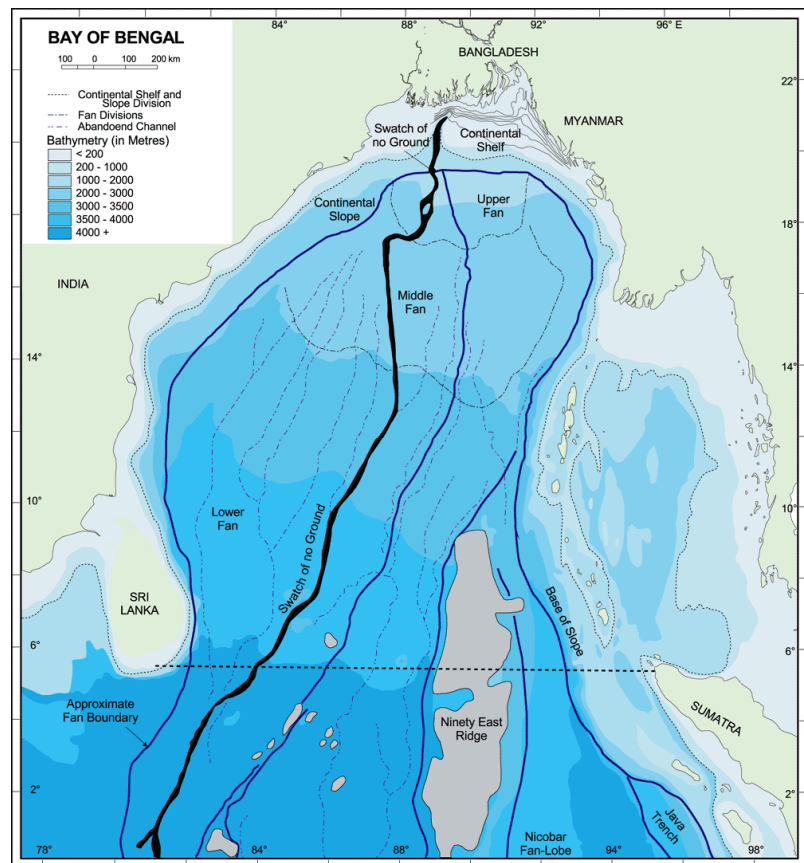 84°
88°
92°
96° E
BAY OF BENGAL
100 0 100 200 km
Continental Shelf and
Slope Division
Fan Divisions
Abandoend Channel
Bathymetry (in Metres)
< 200
200 - 1000
1000 - 2000
2000 - 3000
3000 - 3500
3500 - 4000
4000 +
BANGLADESH
22°
MYANMAR
Swatch of
no Ground
Continental
Shelf
Continental
Slope
Upper
Fan
18°
INDIA
Middle
Fan
14°
14°
10°
10°
Lower
Fan
Swatch of no Ground
SRI
LANKA
Base of Slope
6°
6°
Approximate
Fan Boundary
Ninety East
Ridge
SUMATRA
2°
2°
Java
Trench
Nicobar
Fan-Lobe
78°
84°
88°
94°
98°